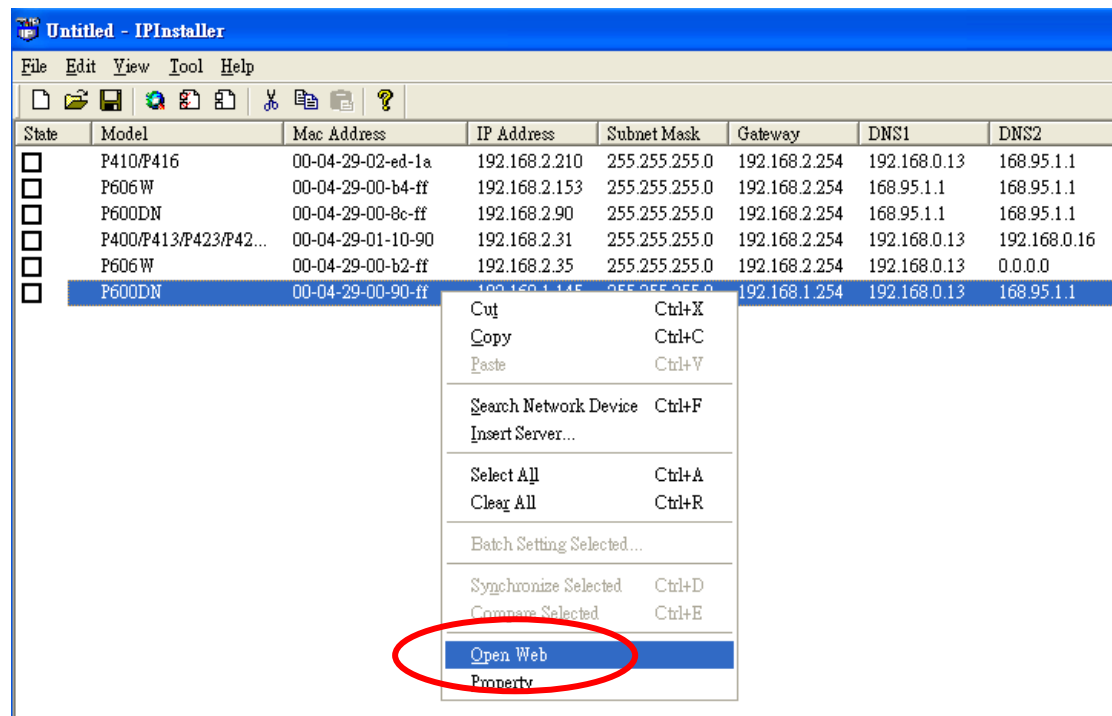 Untitled - IPInstaller
File Edit View Tool Help
State Model Mac Address IP Address Subnet Mask Gateway DNS1 DNS2
P410/P416 00-04-29-02-ed-1a 192.168.2.210 255.255.255.0 192.168.2.254 192.168.0.13 168.95.1.1
P606W 00-04-29-00-b4-ff 192.168.2.153 255.255.255.0 192.168.2.254 168.95.1.1 168.95.1.1
P600DN 00-04-29-00-8c-ff 192.168.2.90 255.255.255.0 192.168.2.254 168.95.1.1 168.95.1.1
P400/P413/P423/P42... 00-04-29-01-10-90 192.168.2.31 255.255.255.0 192.168.2.254 192.168.0.13 192.168.0.16
P606W 00-04-29-00-b2-ff 192.168.2.35 255.255.255.0 192.168.2.254 192.168.0.13 0.0.0.0
P600DN 00-04-29-00-90-ff 192.168.1.145 255.255.255.0 192.168.1.254 192.168.0.13 168.95.1.1
Cut Ctrl+X
Copy Ctrl+C
Paste Ctrl+V
Search Network Device Ctrl+F
Insert Server...
Select All Ctrl+A
Clear All Ctrl+R
Batch Setting Selected...
Synchronize Selected Ctrl+D
Compare Selected Ctrl+E
Open Web
Property